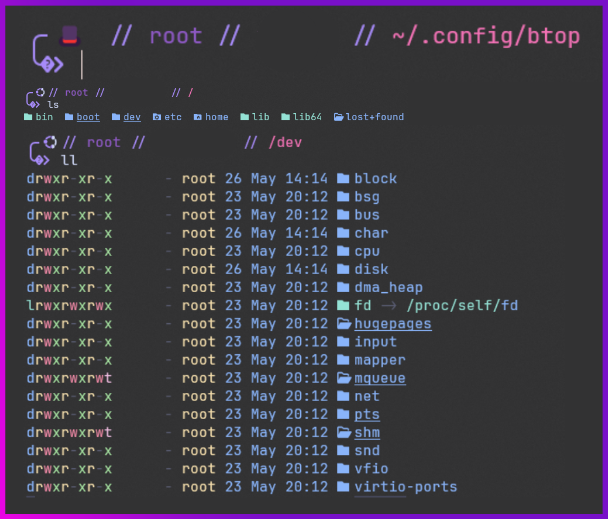 // root // // ~/.config/btop
// root // // /
ls
bin boot dev etc home lib lib64 lost+found
// root // // /dev
ll
drwxr-xr-x - root 26 May 14:14 block
drwxr-xr-x - root 23 May 20:12 bsg
drwxr-xr-x - root 23 May 20:12 bus
drwxr-xr-x - root 26 May 14:14 char
drwxr-xr-x - root 23 May 20:12 cpu
drwxr-xr-x - root 26 May 14:14 disk
drwxr-xr-x - root 23 May 20:12 dma_heap
lrwxrwxrwx - root 23 May 20:12 fd -> /proc/self/fd
drwxr-xr-x - root 23 May 20:12 hugepages
drwxr-xr-x - root 23 May 20:12 input
drwxr-xr-x - root 23 May 20:12 mapper
drwxrwxrwt - root 23 May 20:12 mqueue
drwxr-xr-x - root 23 May 20:12 net
drwxr-xr-x - root 23 May 20:12 pts
drwxrwxrwt - root 23 May 20:12 shm
drwxr-xr-x - root 23 May 20:12 snd
drwxr-xr-x - root 23 May 20:12 vfio
drwxr-xr-x - root 23 May 20:12 virtio-ports